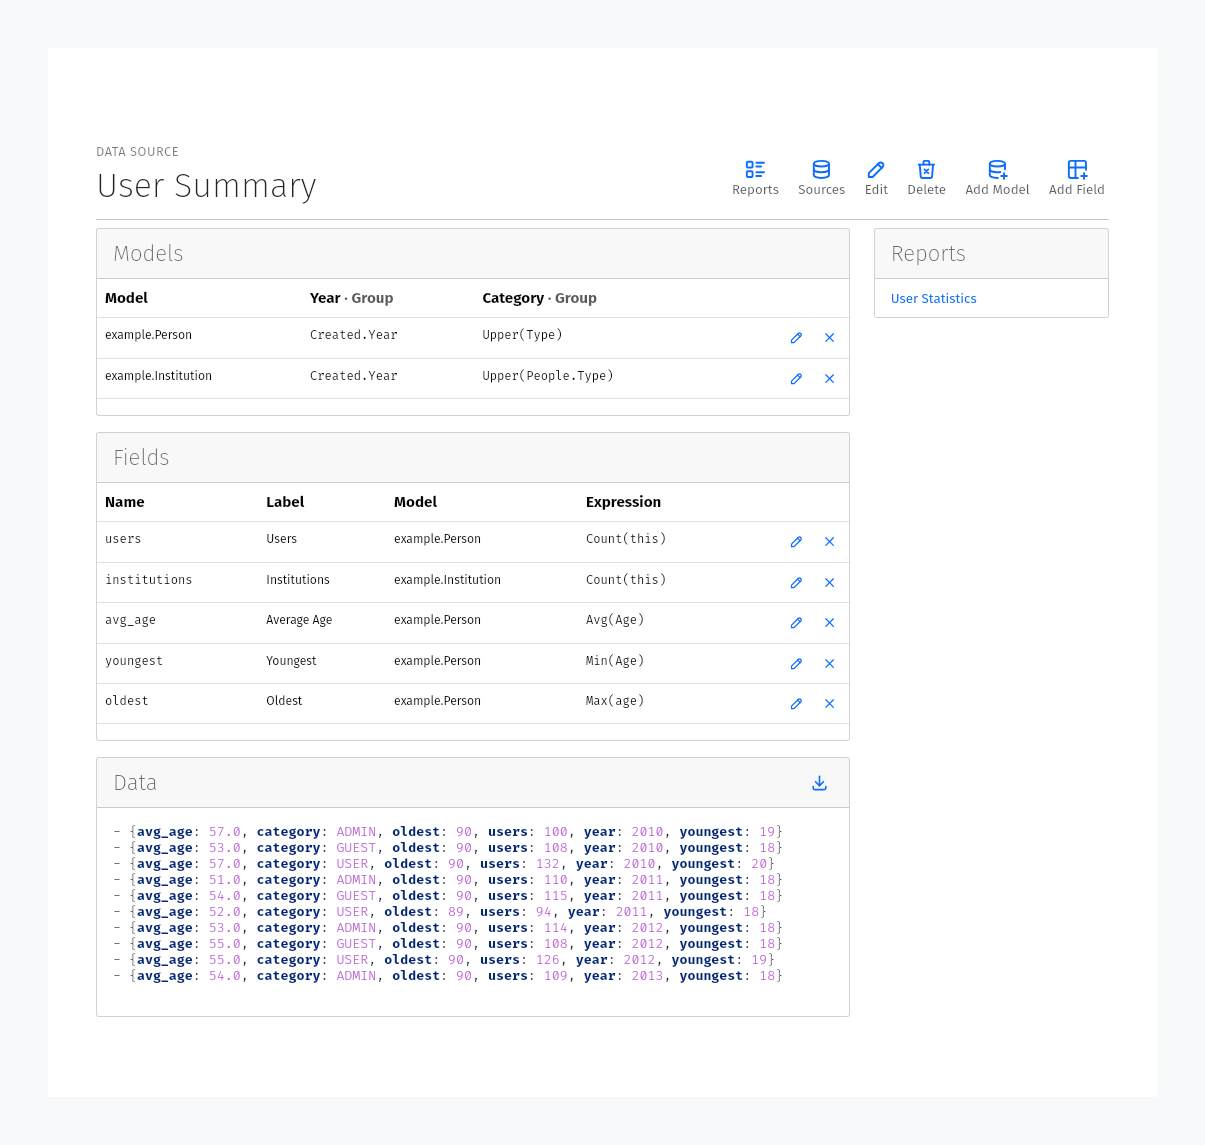 DATA SOURCE
User Summary
Reports Sources Edit Delete Add Model Add Field
Models
Model Year · Group Category · Group
example.Person Created.Year Upper(Type)
example.Institution Created.Year Upper(People.Type)
Reports
User Statistics
Fields
Name Label Model Expression
users Users example.Person Count(this)
institutions Institutions example.Institution Count(this)
avg_age Average Age example.Person Avg(Age)
youngest Youngest example.Person Min(Age)
oldest Oldest example.Person Max(age)
Data
- {avg_age: 57.0, category: ADMIN, oldest: 90, users: 100, year: 2010, youngest: 19}
- {avg_age: 53.0, category: GUEST, oldest: 90, users: 108, year: 2010, youngest: 18}
- {avg_age: 57.0, category: USER, oldest: 90, users: 132, year: 2010, youngest: 20}
- {avg_age: 51.0, category: ADMIN, oldest: 90, users: 110, year: 2011, youngest: 18}
- {avg_age: 54.0, category: GUEST, oldest: 90, users: 115, year: 2011, youngest: 18}
- {avg_age: 52.0, category: USER, oldest: 89, users: 94, year: 2011, youngest: 18}
- {avg_age: 53.0, category: ADMIN, oldest: 90, users: 114, year: 2012, youngest: 18}
- {avg_age: 55.0, category: GUEST, oldest: 90, users: 108, year: 2012, youngest: 18}
- {avg_age: 55.0, category: USER, oldest: 90, users: 126, year: 2012, youngest: 19}
- {avg_age: 54.0, category: ADMIN, oldest: 90, users: 109, year: 2013, youngest: 18}